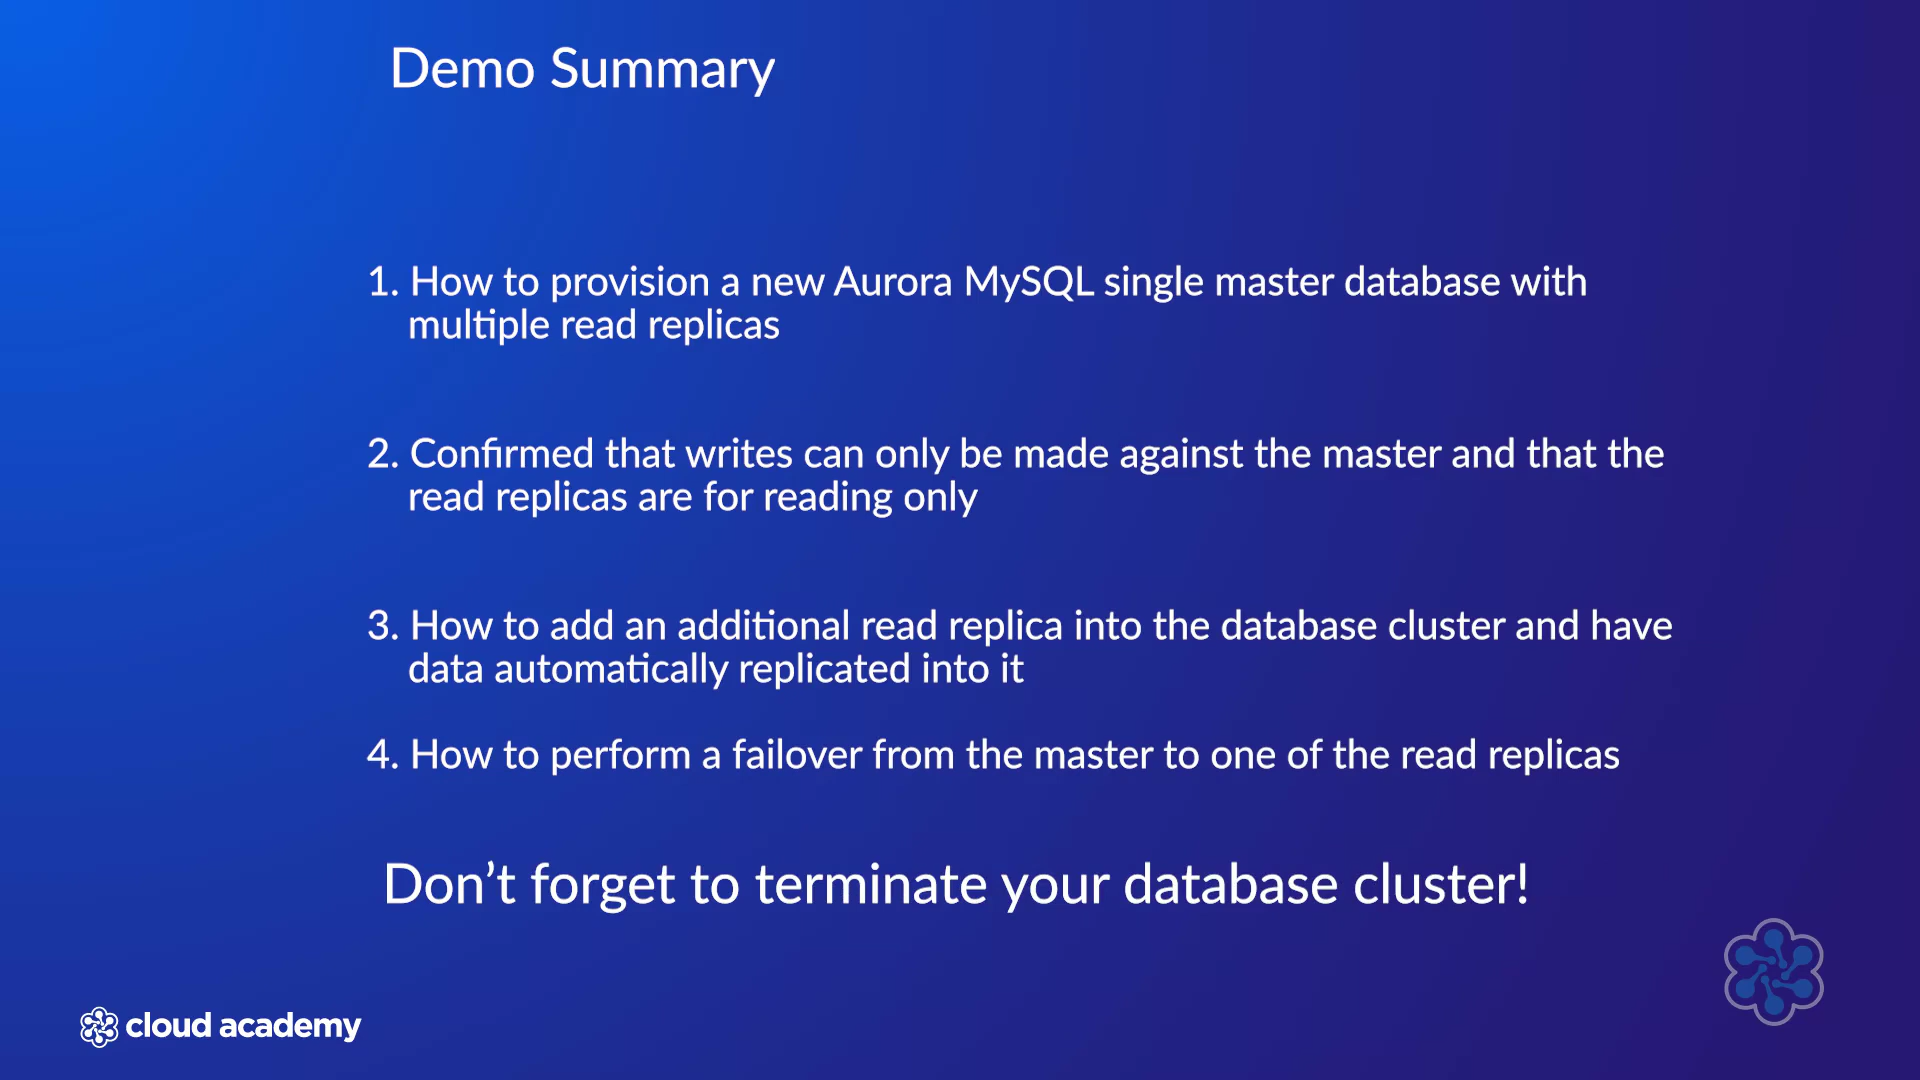 Demo Summary
1. How to provision a new Aurora MySQL single master database with
multiple read replicas
2. Confirmed that writes can only be made against the master and that the
read replicas are for reading only
3. How to add an additional read replica into the database cluster and have
data automatically replicated into it
4. How to perform a failover from the master to one of the read replicas
Don’t forget to terminate your database cluster!
cloud academy